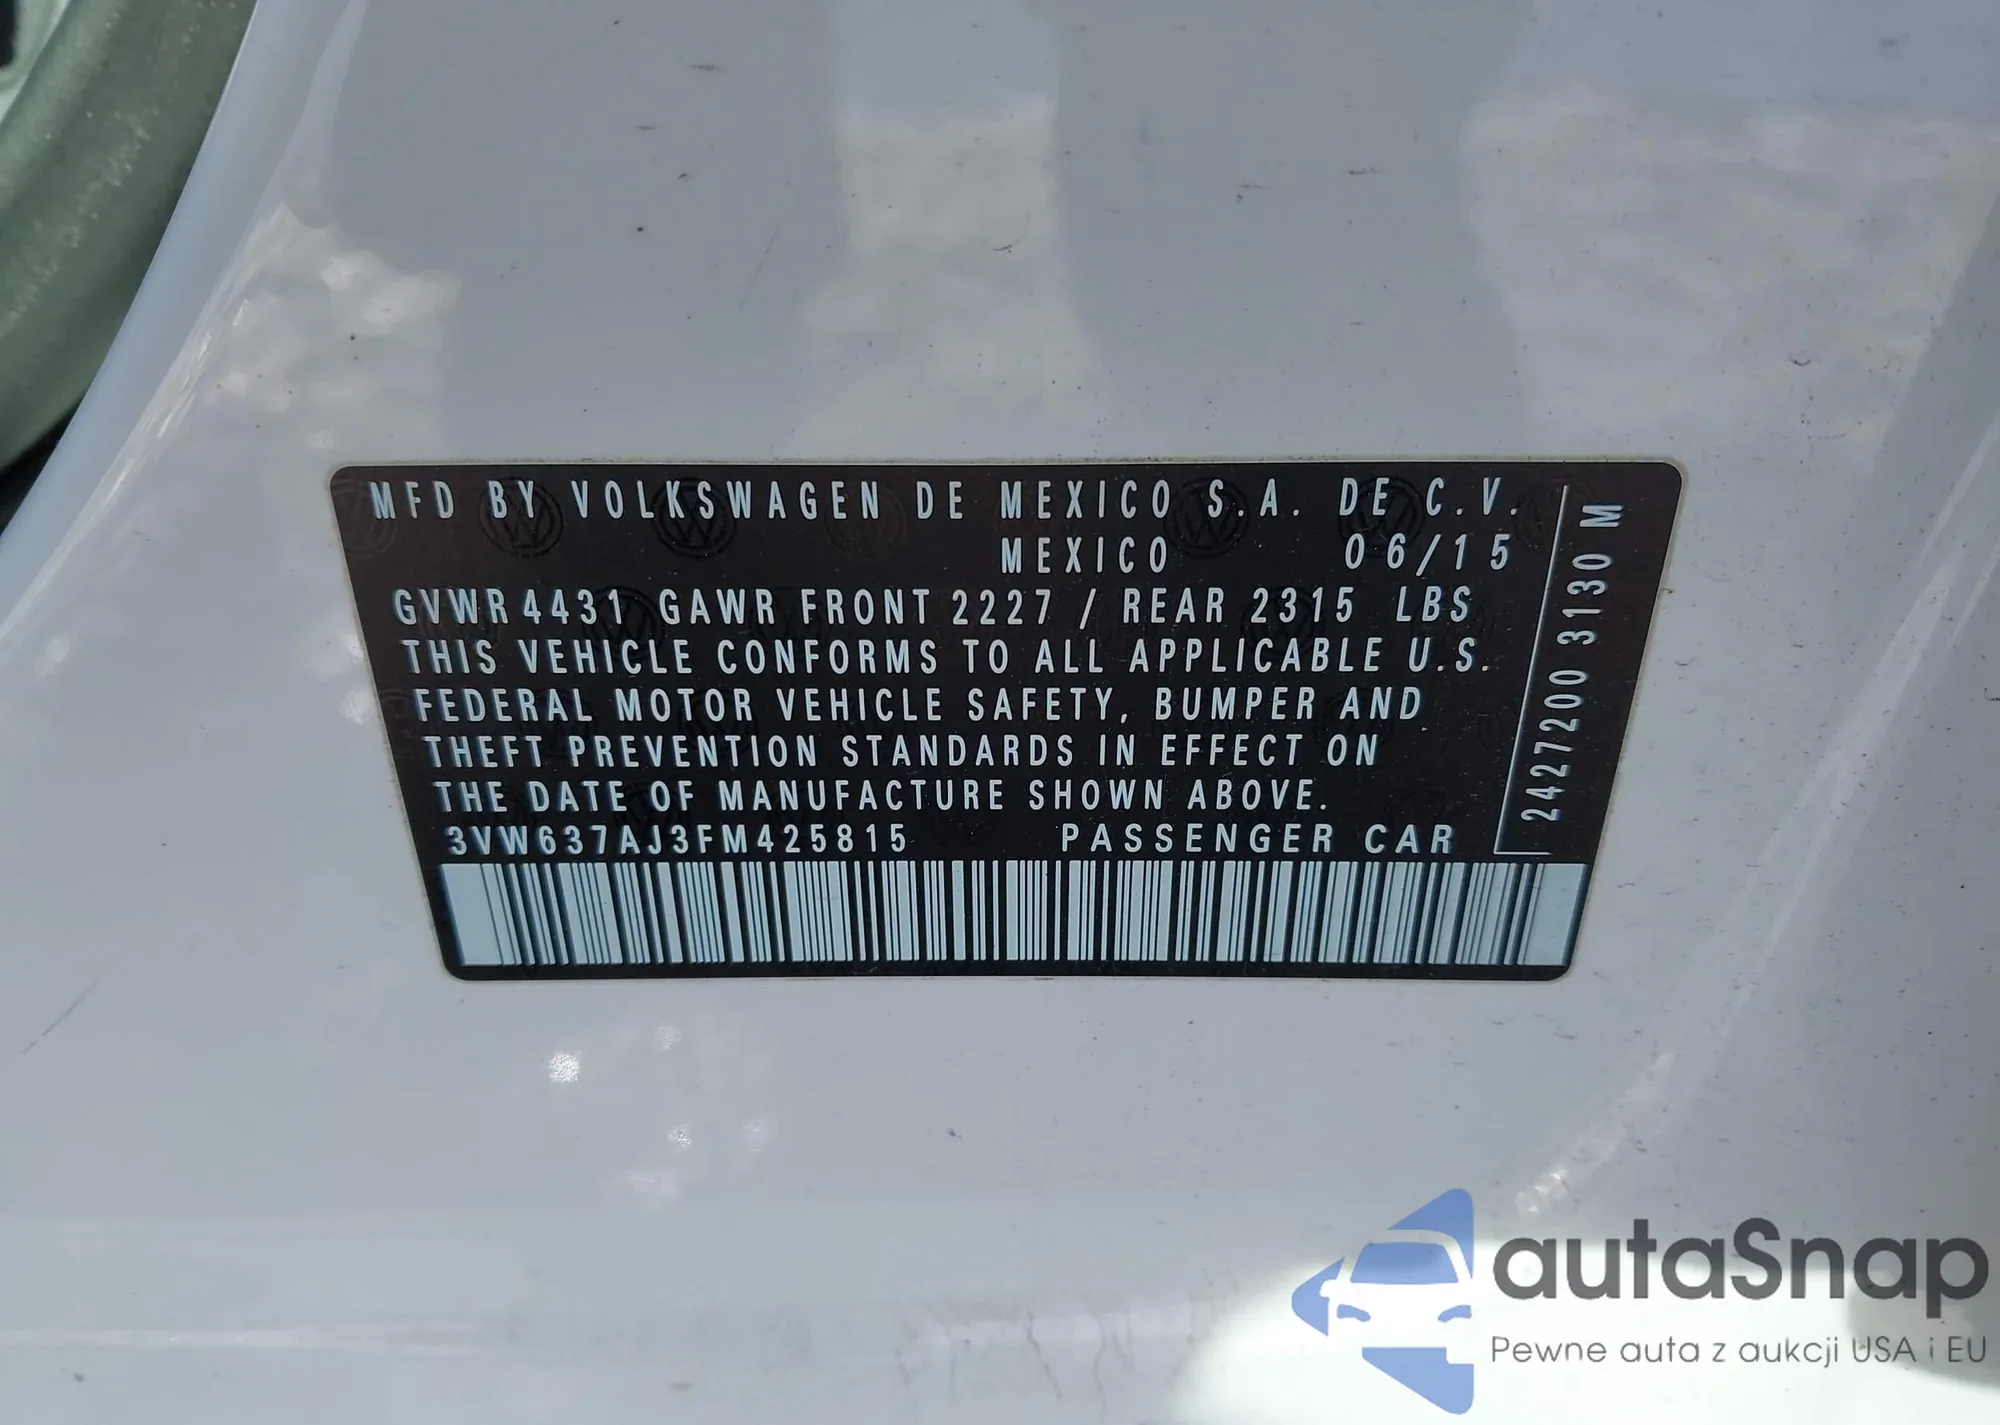 MFD BY VOLKSWAGEN DE MEXICO S.A. DE C.V.
MEXICO 06/15
GVWR 4431 GAWR FRONT 2227 / REAR 2315 LBS
THIS VEHICLE CONFORMS TO ALL APPLICABLE U.S.
FEDERAL MOTOR VEHICLE SAFETY, BUMPER AND
THEFT PREVENTION STANDARDS IN EFFECT ON
THE DATE OF MANUFACTURE SHOWN ABOVE.
3VW637AJ3FM425815 PASSENGER CAR
2427200 3130 M
autaSnap
Pewne auta z aukcji USA i EU